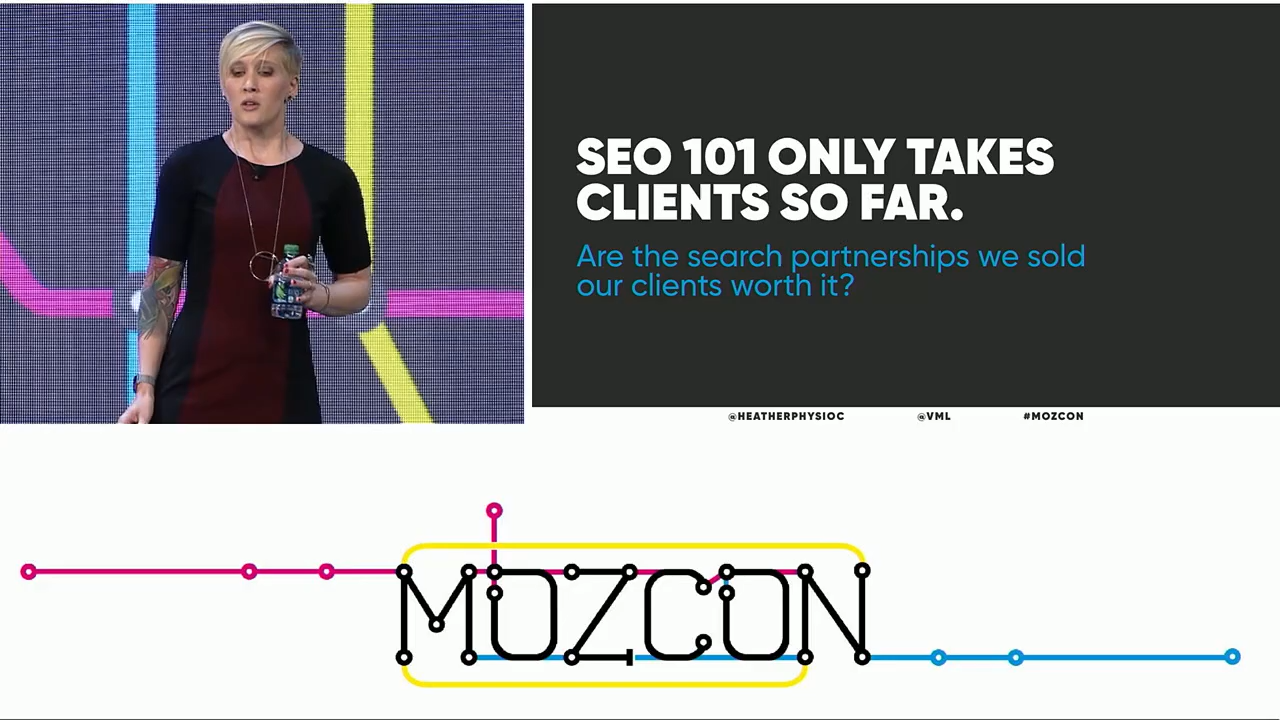 SEO 101 ONLY TAKES
CLIENTS SO FAR.
Are the search partnerships we sold
our clients worth it?
@HEATHERPHYSIOC @VML #MOZCON
MOZCON